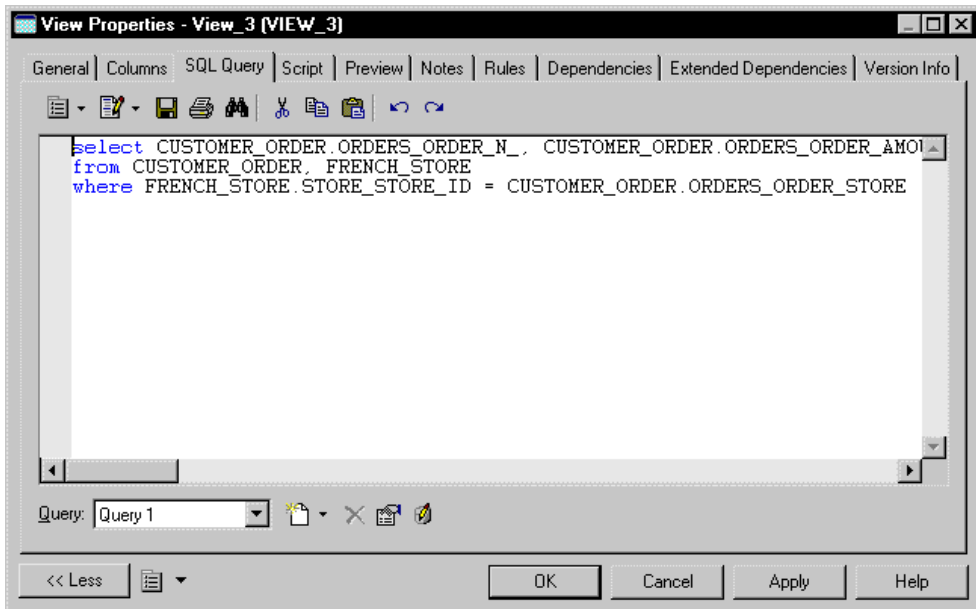 View Properties - View_3 (VIEW_3)
General Columns SQL Query Script Preview Notes Rules Dependencies Extended Dependencies Version Info
select CUSTOMER_ORDER.ORDERS_ORDER_N_, CUSTOMER_ORDER.ORDERS_ORDER_AMOU
from CUSTOMER_ORDER, FRENCH_STORE
where FRENCH_STORE.STORE_STORE_ID = CUSTOMER_ORDER.ORDERS_ORDER_STORE
Query: Query 1
<< Less OK Cancel Apply Help